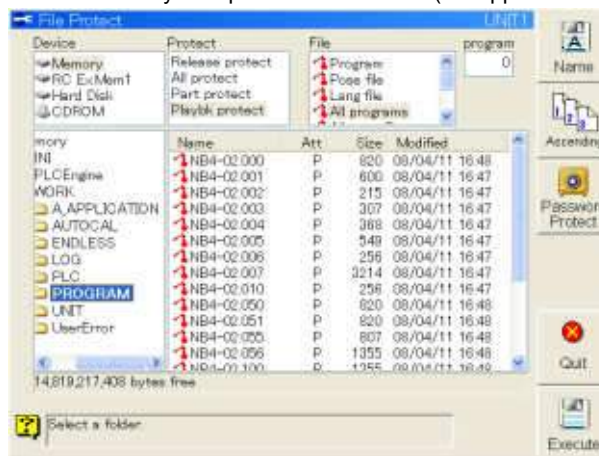 File Protect UNIT1
Device Protect File program
Memory
RC ExMem1
Hard Disk
CDROM
Release protect
All protect
Part protect
Playbk protect
Program
Pose file
Lang file
All programs
0
Name
Ascending
Password
Protect
Quit
Execute
mory
INI
PLCEngine
WORK
A_APPLICATION
AUTOCAL
ENDLESS
LOG
PLC
PROGRAM
UNIT
UserError
Name Att Size Modified
NB4-02.000 P 820 08/04/11 16:48
NB4-02.001 P 600 08/04/11 16:47
NB4-02.002 P 215 08/04/11 16:47
NB4-02.003 P 307 08/04/11 16:47
NB4-02.004 P 368 08/04/11 16:47
NB4-02.005 P 549 08/04/11 16:47
NB4-02.006 P 256 08/04/11 16:47
NB4-02.007 P 3214 08/04/11 16:47
NB4-02.010 P 256 08/04/11 16:47
NB4-02.050 P 820 08/04/11 16:48
NB4-02.051 P 820 08/04/11 16:48
NB4-02.055 P 807 08/04/11 16:48
NB4-02.056 P 1355 08/04/11 16:48
NB4-02.100 P 1255 08/04/11 16:48
14,819,217,408 bytes free
Select a folder.